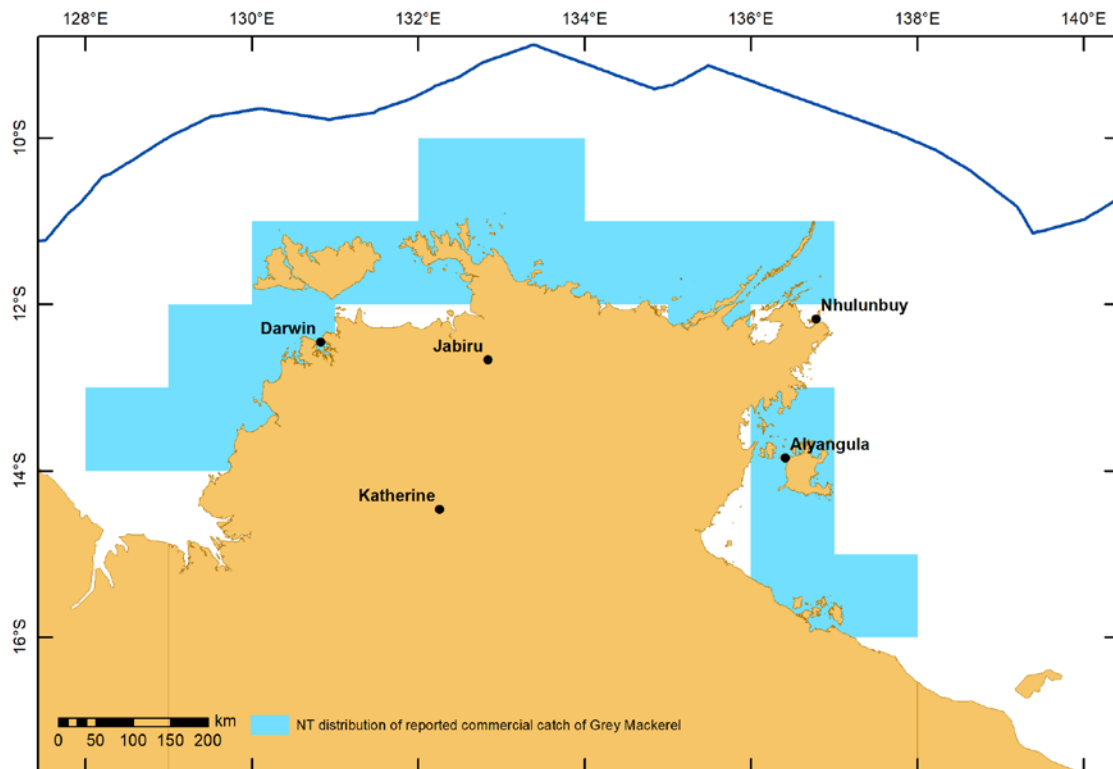 128°E 130°E 132°E 134°E 136°E 138°E 140°E
10°S
12°S
Nhulunbuy
Darwin
Jabiru
Alyangula
14°S
Katherine
16°S
km
0 50 100 150 200
NT distribution of reported commercial catch of Grey Mackerel